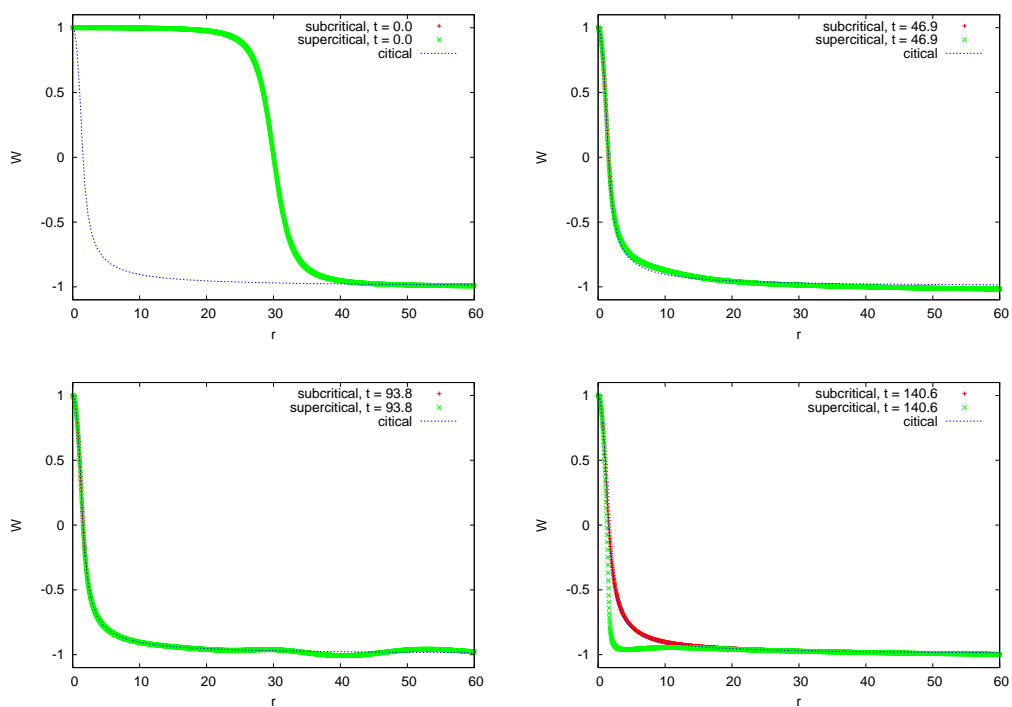 subcritical, t = 0.0
supercitical, t = 0.0
citical
1
0.5
0
-0.5
-1
W
0 10 20 30 40 50 60
r
subcritical, t = 46.9
supercitical, t = 46.9
citical
1
0.5
0
-0.5
-1
W
0 10 20 30 40 50 60
r
subcritical, t = 93.8
supercitical, t = 93.8
citical
1
0.5
0
-0.5
-1
W
0 10 20 30 40 50 60
r
subcritical, t = 140.6
supercitical, t = 140.6
citical
1
0.5
0
-0.5
-1
W
0 10 20 30 40 50 60
r